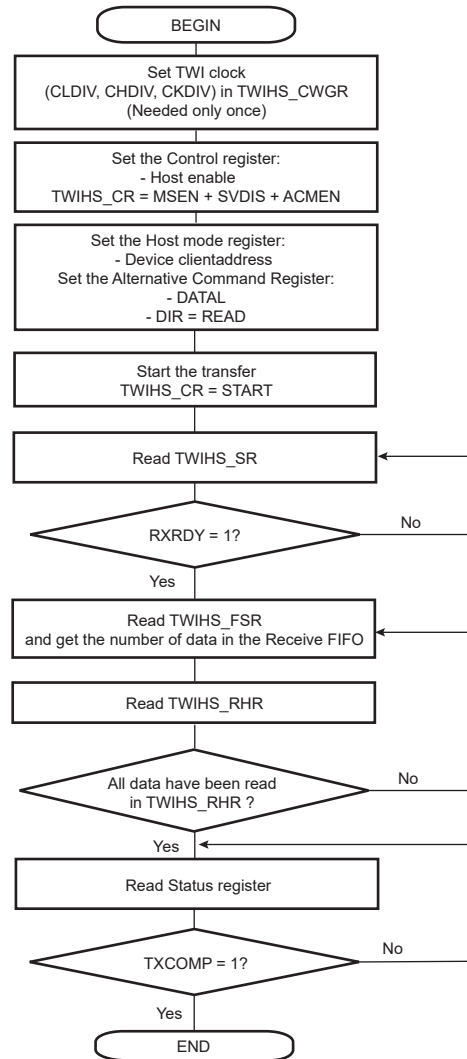 BEGIN
Set TWI clock
(CLDIV, CHDIV, CKDIV) in TWIHS_CWGR
(Needed only once)
Set the Control register:
- Host enable
TWIHS_CR = MSEN + SVDIS + ACMEN
Set the Host mode register:
- Device clientaddress
Set the Alternative Command Register:
- DATAL
- DIR = READ
Start the transfer
TWIHS_CR = START
Read TWIHS_SR
RXRDY = 1?
No
Yes
Read TWIHS_FSR
and get the number of data in the Receive FIFO
Read TWIHS_RHR
All data have been read
in TWIHS_RHR ?
No
Yes
Read Status register
TXCOMP = 1?
No
Yes
END